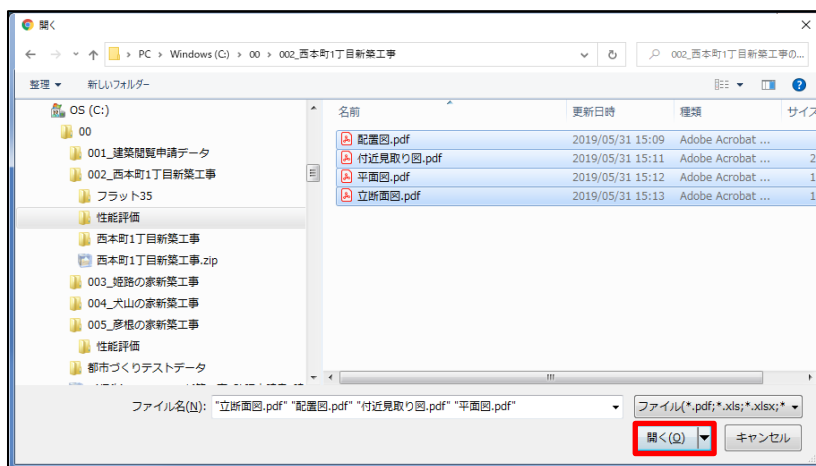 開く
PC › Windows (C:) › 00 › 002_西本町1丁目新築工事
002_西本町1丁目新築工事の...
整理 新しいフォルダー
OS (C:)
00
001_建築閲覧申請データ
002_西本町1丁目新築工事
フラット35
性能評価
西本町1丁目新築工事
西本町1丁目新築工事.zip
003_姫路の家新築工事
004_犬山の家新築工事
005_彦根の家新築工事
性能評価
都市づくりテストデータ
名前 更新日時 種類 サイズ
配置図.pdf 2019/05/31 15:09 Adobe Acrobat ...
付近見取り図.pdf 2019/05/31 15:11 Adobe Acrobat ... 2
平面図.pdf 2019/05/31 15:12 Adobe Acrobat ... 1
立断面図.pdf 2019/05/31 15:13 Adobe Acrobat ... 1
ファイル名(N): "立断面図.pdf" "配置図.pdf" "付近見取り図.pdf" "平面図.pdf"
ファイル(*.pdf;*.xls;*.xlsx;*
開く(O) キャンセル